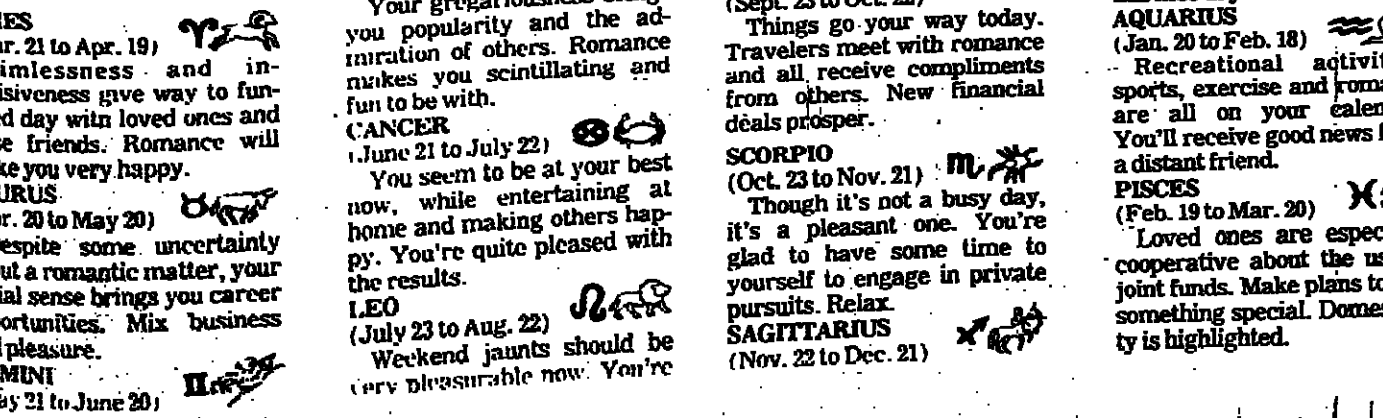 ES
r. 21 to Apr. 19)
imlessness and in-
isiveness give way to fun-
d day with loved ones and
e friends. Romance will
ke you very happy.
URUS
r. 20 to May 20)
espite some uncertainty
ut a romantic matter, your
ial sense brings you career
ortunities. Mix business
pleasure.
MINI
ay 21 to June 20)
Your gregariousness
you popularity and the ad-
miration of others. Romance
makes you scintillating and
fun to be with.
CANCER
(June 21 to July 22)
You seem to be at your best
now, while entertaining at
home and making others hap-
py. You're quite pleased with
the results.
LEO
(July 23 to Aug. 22)
Weekend jaunts should be
very pleasurable now. You're
(Sept. 23 to Oct. 22)
Things go your way today.
Travelers meet with romance
and all receive compliments
from others. New financial
deals prosper.
SCORPIO
(Oct. 23 to Nov. 21)
Though it's not a busy day,
it's a pleasant one. You're
glad to have some time to
yourself to engage in private
pursuits. Relax.
SAGITTARIUS
(Nov. 22 to Dec. 21)
AQUARIUS
(Jan. 20 to Feb. 18)
Recreational activit
sports, exercise and roma
are all on your calen
You'll receive good news f
a distant friend.
PISCES
(Feb. 19 to Mar. 20)
Loved ones are espec
cooperative about the us
joint funds. Make plans to
something special. Domes
ty is highlighted.